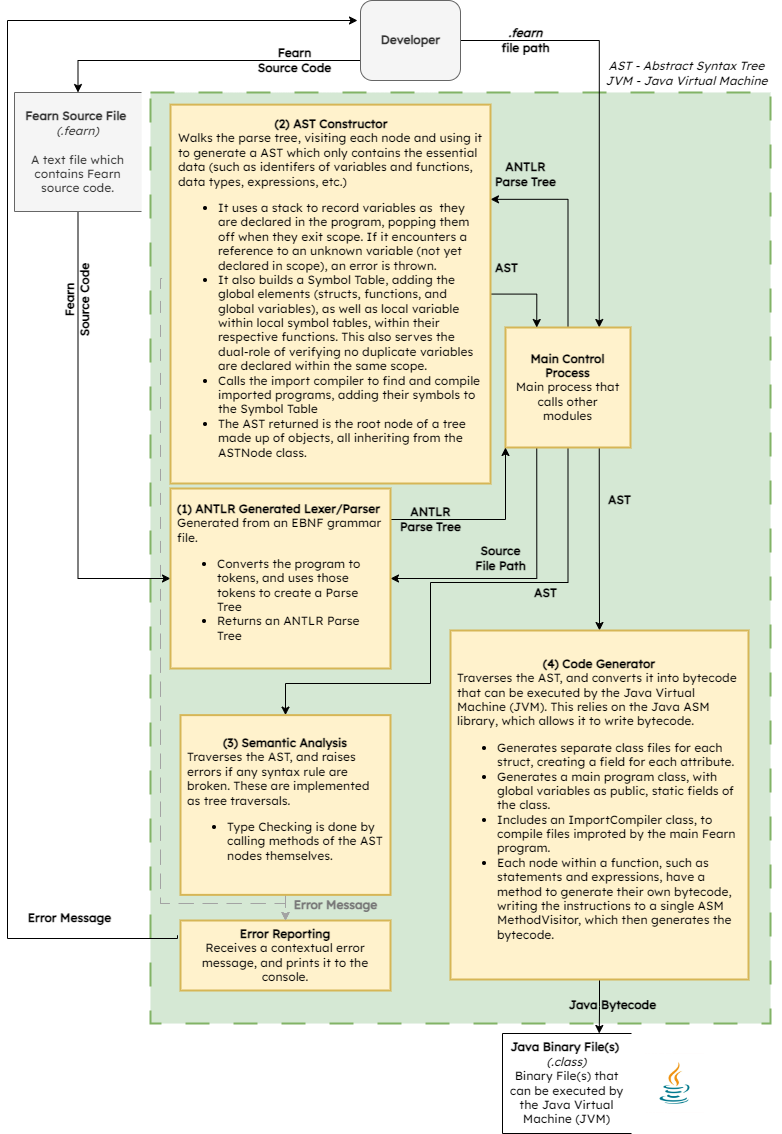 Developer
.fearn
file path
Fearn
Source Code
AST - Abstract Syntax Tree
JVM - Java Virtual Machine
Fearn Source File
(.fearn)
A text file which
contains Fearn
source code.
(2) AST Constructor
Walks the parse tree, visiting each node and using it
to generate a AST which only contains the essential
data (such as identifers of variables and functions,
data types, expressions, etc.)
• It uses a stack to record variables as they
are declared in the program, popping them
off when they exit scope. If it encounters a
reference to an unknown variable (not yet
declared in scope), an error is thrown.
• It also builds a Symbol Table, adding the
global elements (structs, functions, and
global variables), as well as local variable
within local symbol tables, within their
respective functions. This also serves the
dual-role of verifying no duplicate variables
are declared within the same scope.
• Calls the import compiler to find and compile
imported programs, adding their symbols to
the Symbol Table
• The AST returned is the root node of a tree
made up of objects, all inheriting from the
ASTNode class.
ANTLR
Parse Tree
AST
Fearn
Source Code
Main Control
Process
Main process that
calls other
modules
(1) ANTLR Generated Lexer/Parser
Generated from an EBNF grammar
file.
• Converts the program to
tokens, and uses those
tokens to create a Parse
Tree
• Returns an ANTLR Parse
Tree
ANTLR
Parse Tree
Source
File Path
AST
AST
(3) Semantic Analysis
Traverses the AST, and raises
errors if any syntax rule are
broken. These are implemented
as tree traversals.
• Type Checking is done by
calling methods of the AST
nodes themselves.
(4) Code Generator
Traverses the AST, and converts it into bytecode
that can be executed by the Java Virtual
Machine (JVM). This relies on the Java ASM
library, which allows it to write bytecode.
• Generates separate class files for each
struct, creating a field for each attribute.
• Generates a main program class, with
global variables as public, static fields of
the class.
• Includes an ImportCompiler class, to
compile files improted by the main Fearn
program.
• Each node within a function, such as
statements and expressions, have a
method to generate their own bytecode,
writing the instructions to a single ASM
MethodVisitor, which then generates the
bytecode.
Error Message
Error Message
Error Reporting
Receives a contextual error
message, and prints it to the
console.
Java Bytecode
Java Binary File(s)
(.class)
Binary File(s) that
can be executed by
the Java Virtual
Machine (JVM)